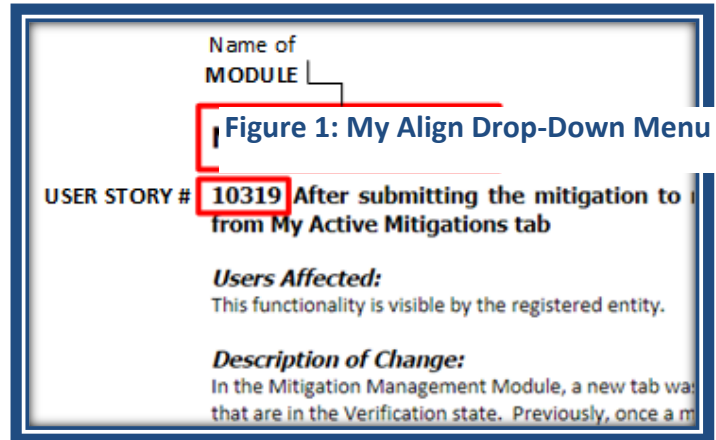 Name of
MODULE
Figure 1: My Align Drop-Down Menu
USER STORY # 10319 After submitting the mitigation to
from My Active Mitigations tab
Users Affected:
This functionality is visible by the registered entity.
Description of Change:
In the Mitigation Management Module, a new tab was
that are in the Verification state. Previously, once a m